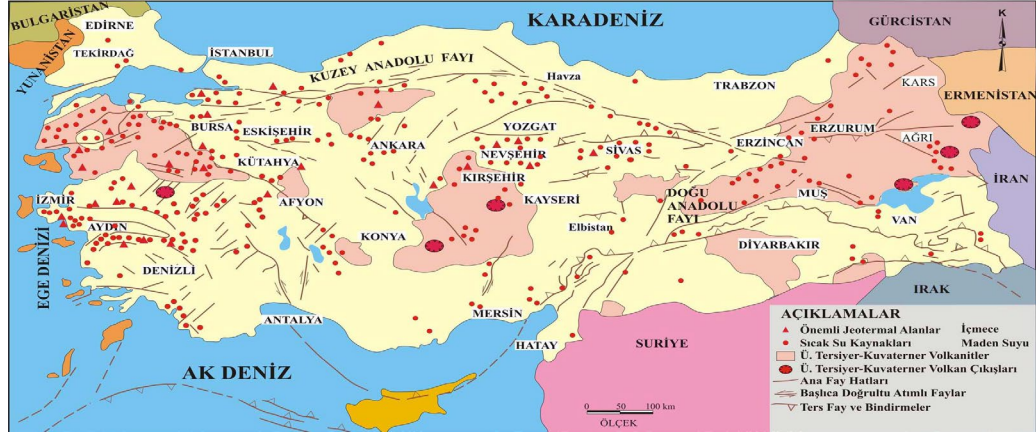 BULGARİSTAN
KARADENİZ
GÜRCİSTAN
K
EDİRNE
TEKİRDAĞ
İSTANBUL
YUNANİSTAN
KUZEY ANADOLU FAYI
Havza
TRABZON
KARS
ERMENİSTAN
BURSA
ESKİŞEHİR
ANKARA
YOZGAT
SİVAS
ERZİNCAN
ERZURUM
AĞRI
KÜTAHYA
NEVŞEHİR
KIRŞEHİR
KAYSERİ
DOĞU
ANADOLU
FAYI
MUŞ
VAN
İRAN
İZMİR
AFYON
AYDIN
KONYA
Elbistan
DİYARBAKIR
EGE DENİZİ
DENİZLİ
ANTALYA
MERSİN
HATAY
SURİYE
IRAK
AK DENİZ
AÇIKLAMALAR
Önemli Jeotermal Alanlar İçmece
Sıcak Su Kaynakları Maden Suyu
Ü. Tersiyer-Kuvaterner Volkanitler
Ü. Tersiyer-Kuvaterner Volkan Çıkışları
Ana Fay Hatları
Başlıca Doğrultu Atımlı Faylar
Ters Fay ve Bindirmeler
0 50 100 km
ÖLÇEK